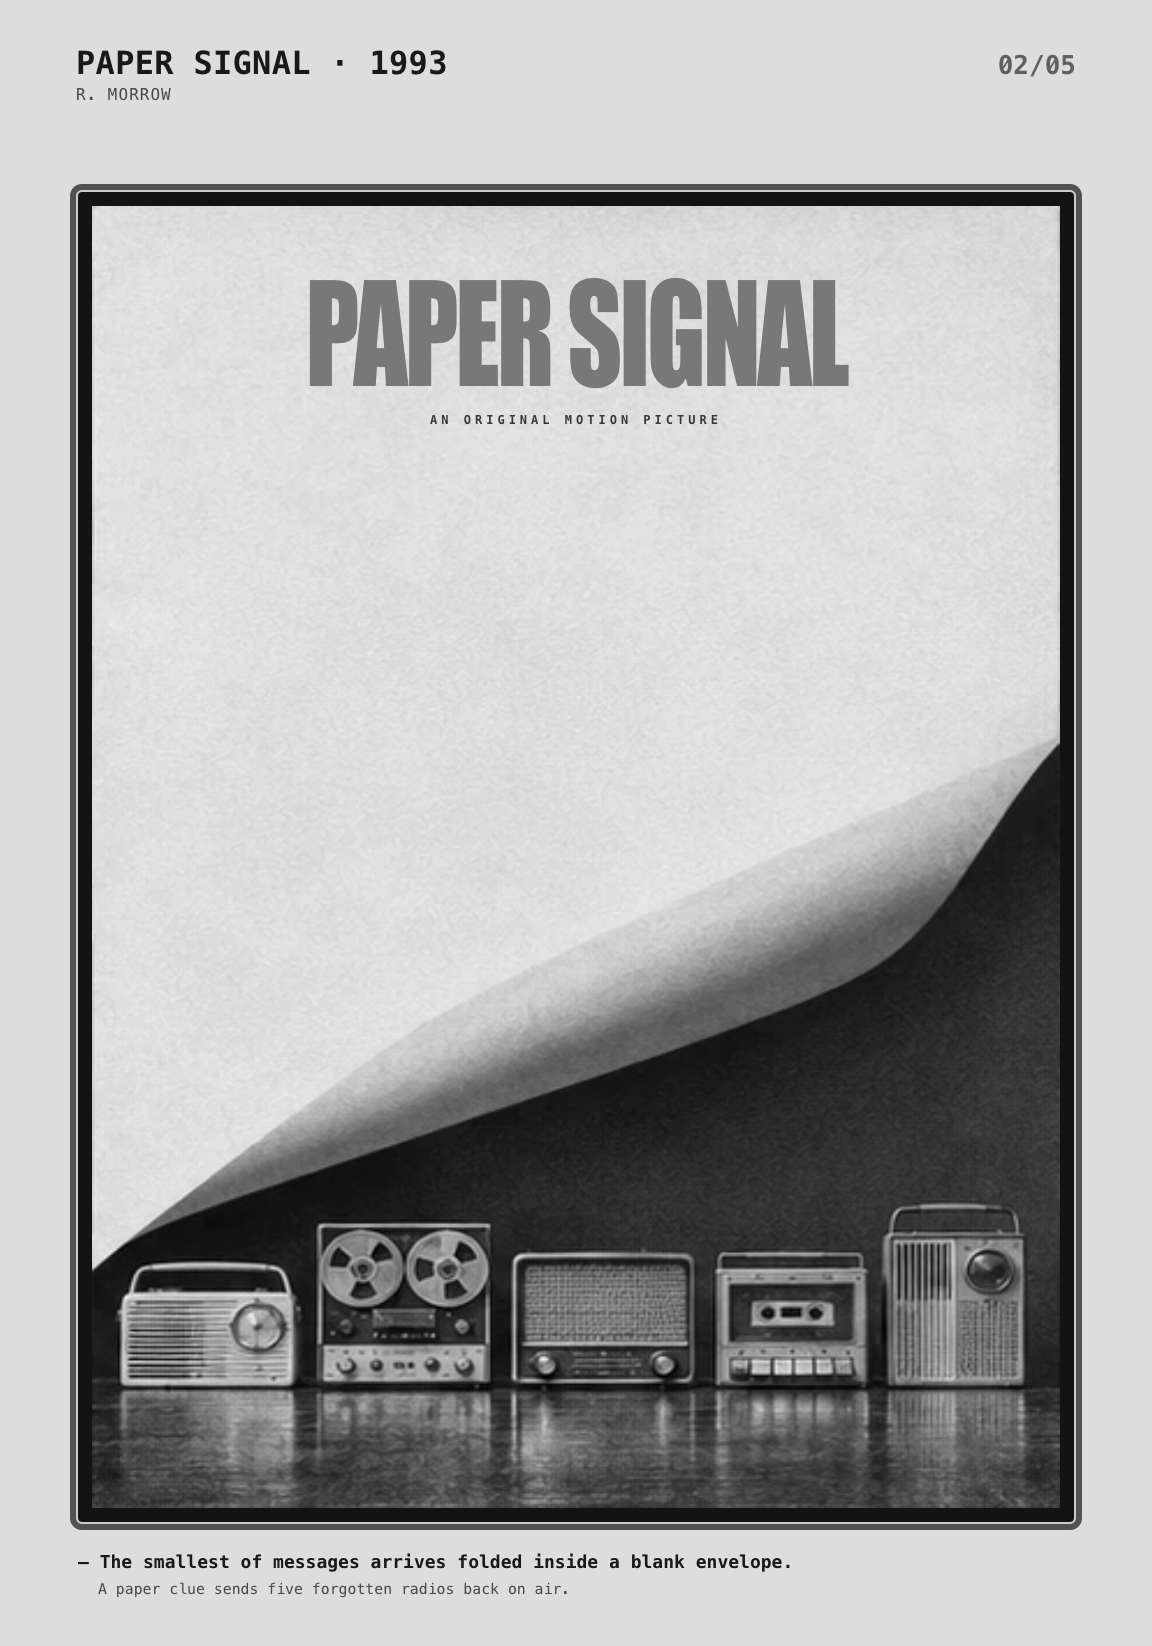 PAPER SIGNAL · 1993
02/05
R. MORROW
PAPER SIGNAL
AN ORIGINAL MOTION PICTURE
— The smallest of messages arrives folded inside a blank envelope.
A paper clue sends five forgotten radios back on air.